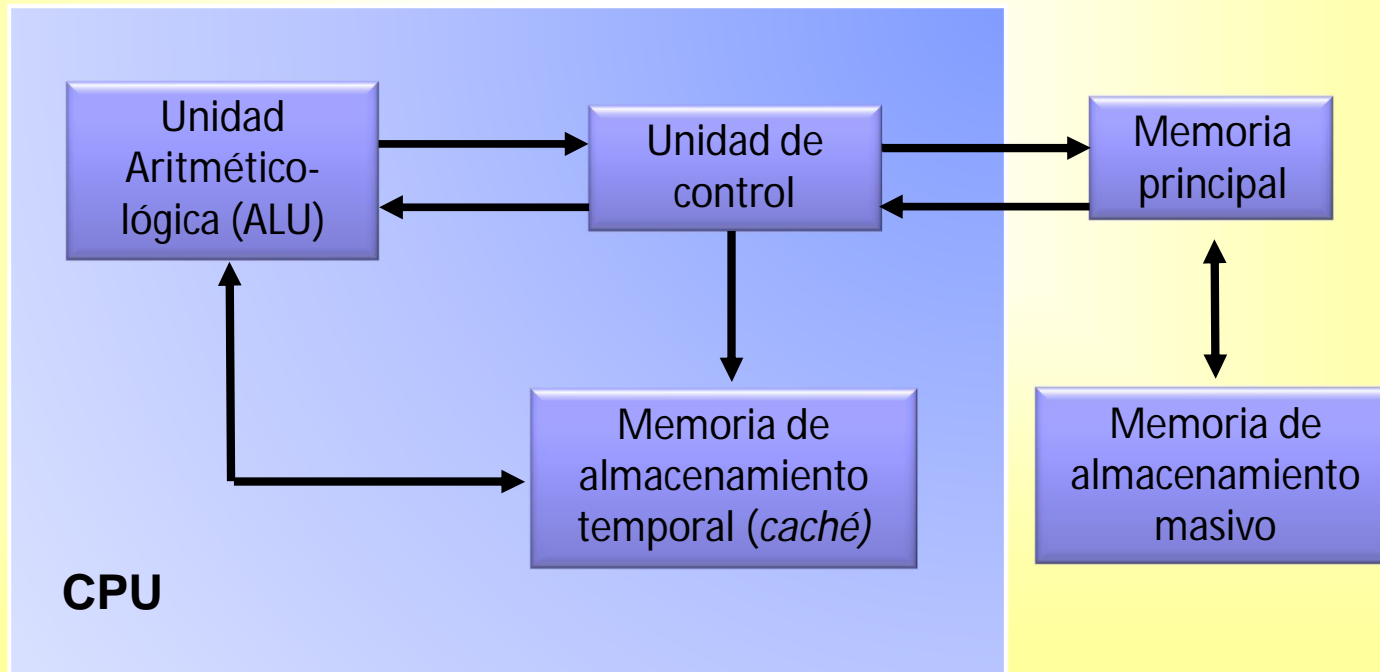 Unidad
Aritmético-
lógica (ALU)
Unidad de
control
Memoria
principal
Memoria de
almacenamiento
temporal (caché)
Memoria de
almacenamiento
masivo
CPU